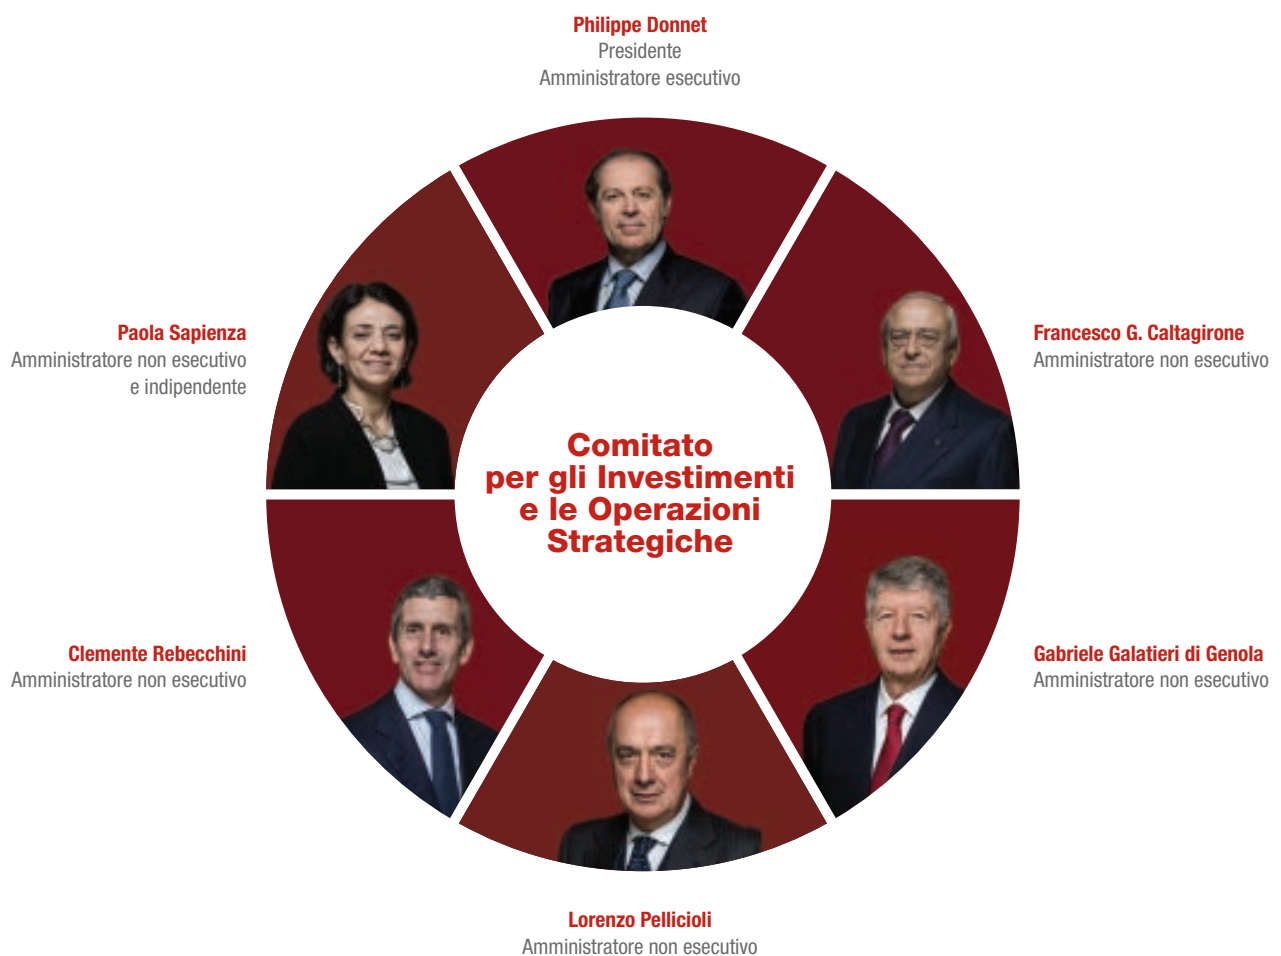 Philippe Donnet
Presidente
Amministratore esecutivo
Paola Sapienza
Amministratore non esecutivo
e indipendente
Francesco G. Caltagirone
Amministratore non esecutivo
Comitato
per gli Investimenti
e le Operazioni
Strategiche
Clemente Rebecchini
Amministratore non esecutivo
Gabriele Galatieri di Genola
Amministratore non esecutivo
Lorenzo Pellicioli
Amministratore non esecutivo